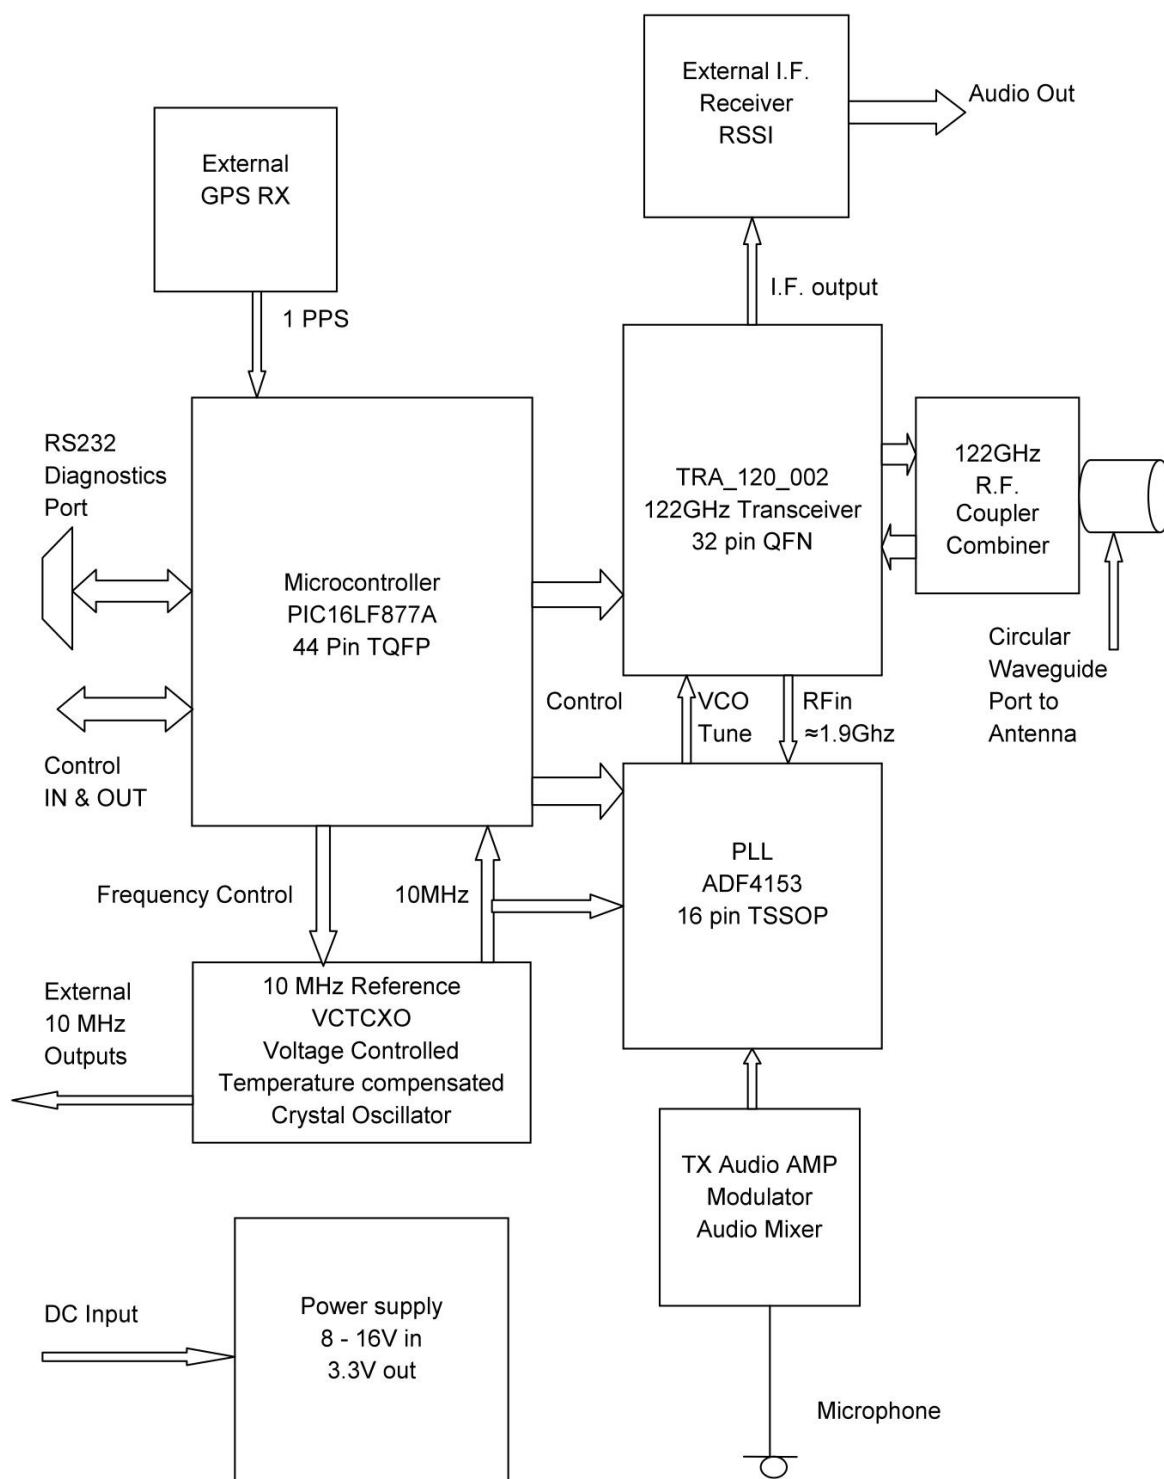 External I.F.
Receiver
RSSI
Audio Out
External
GPS RX
1 PPS
I.F. output
RS232
Diagnostics
Port
TRA_120_002
122GHz Transceiver
32 pin QFN
122GHz
R.F.
Coupler
Combiner
Microcontroller
PIC16LF877A
44 Pin TQFP
Circular
Waveguide
Port to
Antenna
Control
VCO
Tune
RFin
≈1.9Ghz
Control
IN & OUT
PLL
ADF4153
16 pin TSSOP
Frequency Control
10MHz
External
10 MHz
Outputs
10 MHz Reference
VCTCXO
Voltage Controlled
Temperature compensated
Crystal Oscillator
TX Audio AMP
Modulator
Audio Mixer
DC Input
Power supply
8 - 16V in
3.3V out
Microphone